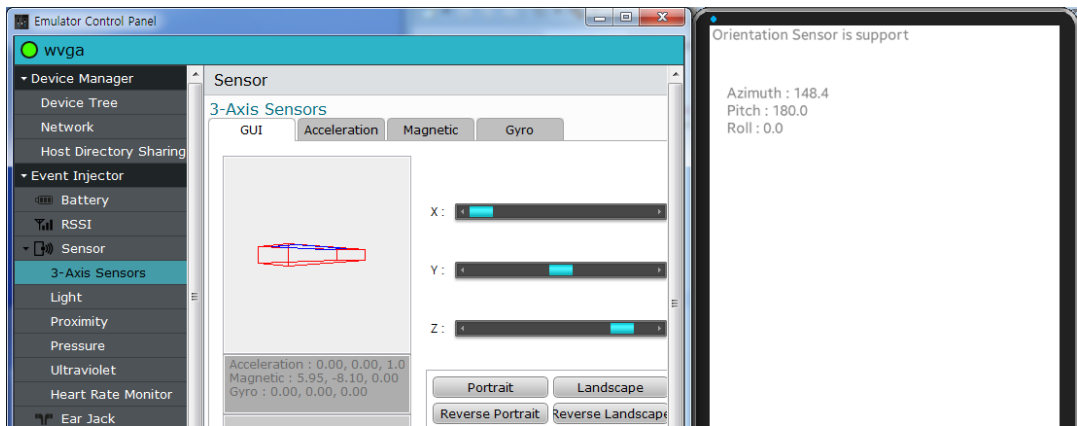 Emulator Control Panel
wvga
Device Manager
Device Tree
Network
Host Directory Sharing
Event Injector
Battery
RSSI
Sensor
3-Axis Sensors
Light
Proximity
Pressure
Ultraviolet
Heart Rate Monitor
Ear Jack
Sensor
3-Axis Sensors
GUI Acceleration Magnetic Gyro
X :
Y :
Z :
Acceleration : 0.00, 0.00, 1.0
Magnetic : 5.95, -8.10, 0.00
Gyro : 0.00, 0.00, 0.00
Portrait Landscape
Reverse Portrait Reverse Landscape
Orientation Sensor is support
Azimuth : 148.4
Pitch : 180.0
Roll : 0.0